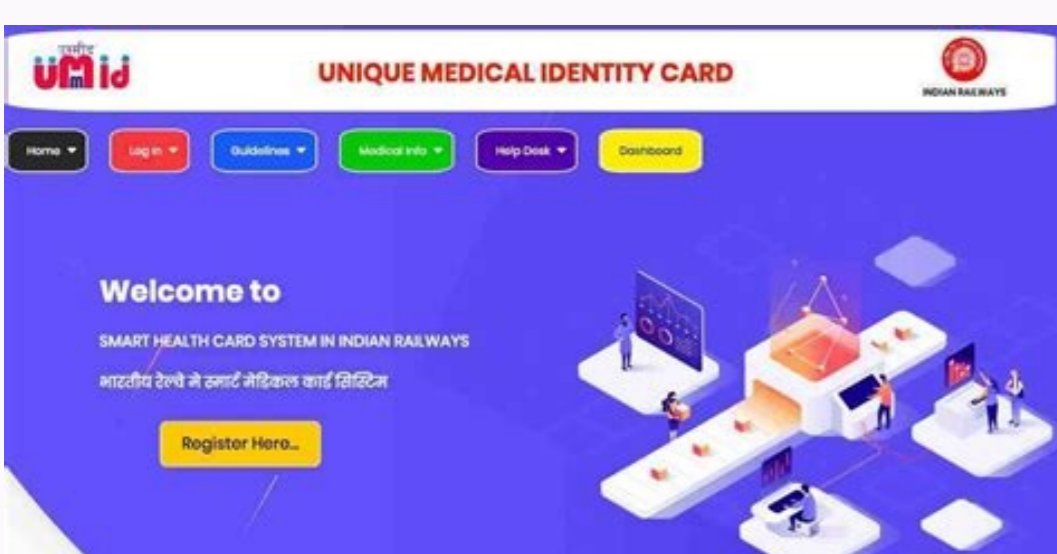 उम्मीद
UMid
UNIQUE MEDICAL IDENTITY CARD
INDIAN RAILWAYS
Home
Log in
Guidelines
Medical Info
Help Desk
Dashboard
Welcome to
SMART HEALTH CARD SYSTEM IN INDIAN RAILWAYS
भारतीय रेल्वे मे स्मार्ट मेडिकल कार्ड सिस्टिम
Register Here...